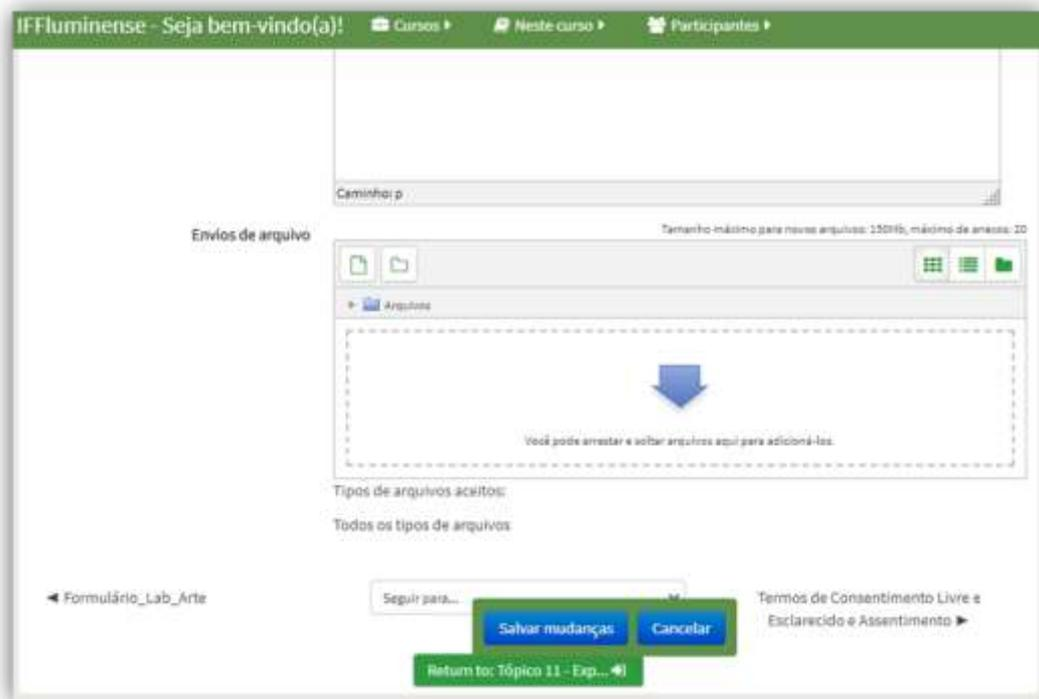 IFFluminense - Seja bem-vindo(a)! Cursos Neste curso Participantes
Caminho: p
Envios de arquivo
Tamanho máximo para novos arquivos: 150Mb, máximo de anexos: 20
Arquivos
Você pode arrastar e soltar arquivos aqui para adicioná-los.
Tipos de arquivos aceitos:
Todos os tipos de arquivos
◄ Formulário_Lab_Arte
Seguir para...
Termos de Consentimento Livre e
Esclarecido e Assentimento ►
Salvar mudanças Cancelar
Return to: Tópico 11 - Exp...